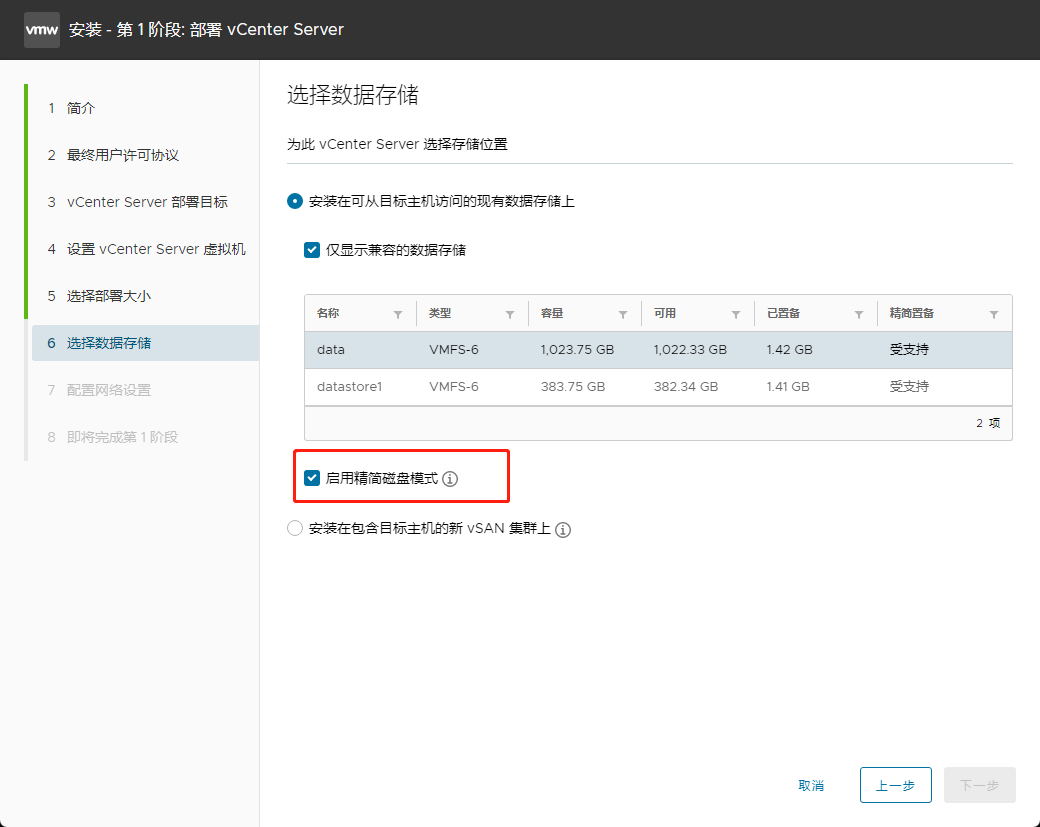 vmw 安装 - 第 1 阶段: 部署 vCenter Server
1 简介
2 最终用户许可协议
3 vCenter Server 部署目标
4 设置 vCenter Server 虚拟机
5 选择部署大小
6 选择数据存储
7 配置网络设置
8 即将完成第 1 阶段
选择数据存储
为此 vCenter Server 选择存储位置
安装在可从目标主机访问的现有数据存储上
仅显示兼容的数据存储
名称 类型 容量 可用 已置备 精简置备
data VMFS-6 1,023.75 GB 1,022.33 GB 1.42 GB 受支持
datastore1 VMFS-6 383.75 GB 382.34 GB 1.41 GB 受支持
2 项
启用精简磁盘模式
安装在包含目标主机的新 vSAN 集群上
取消 上一步 下一步